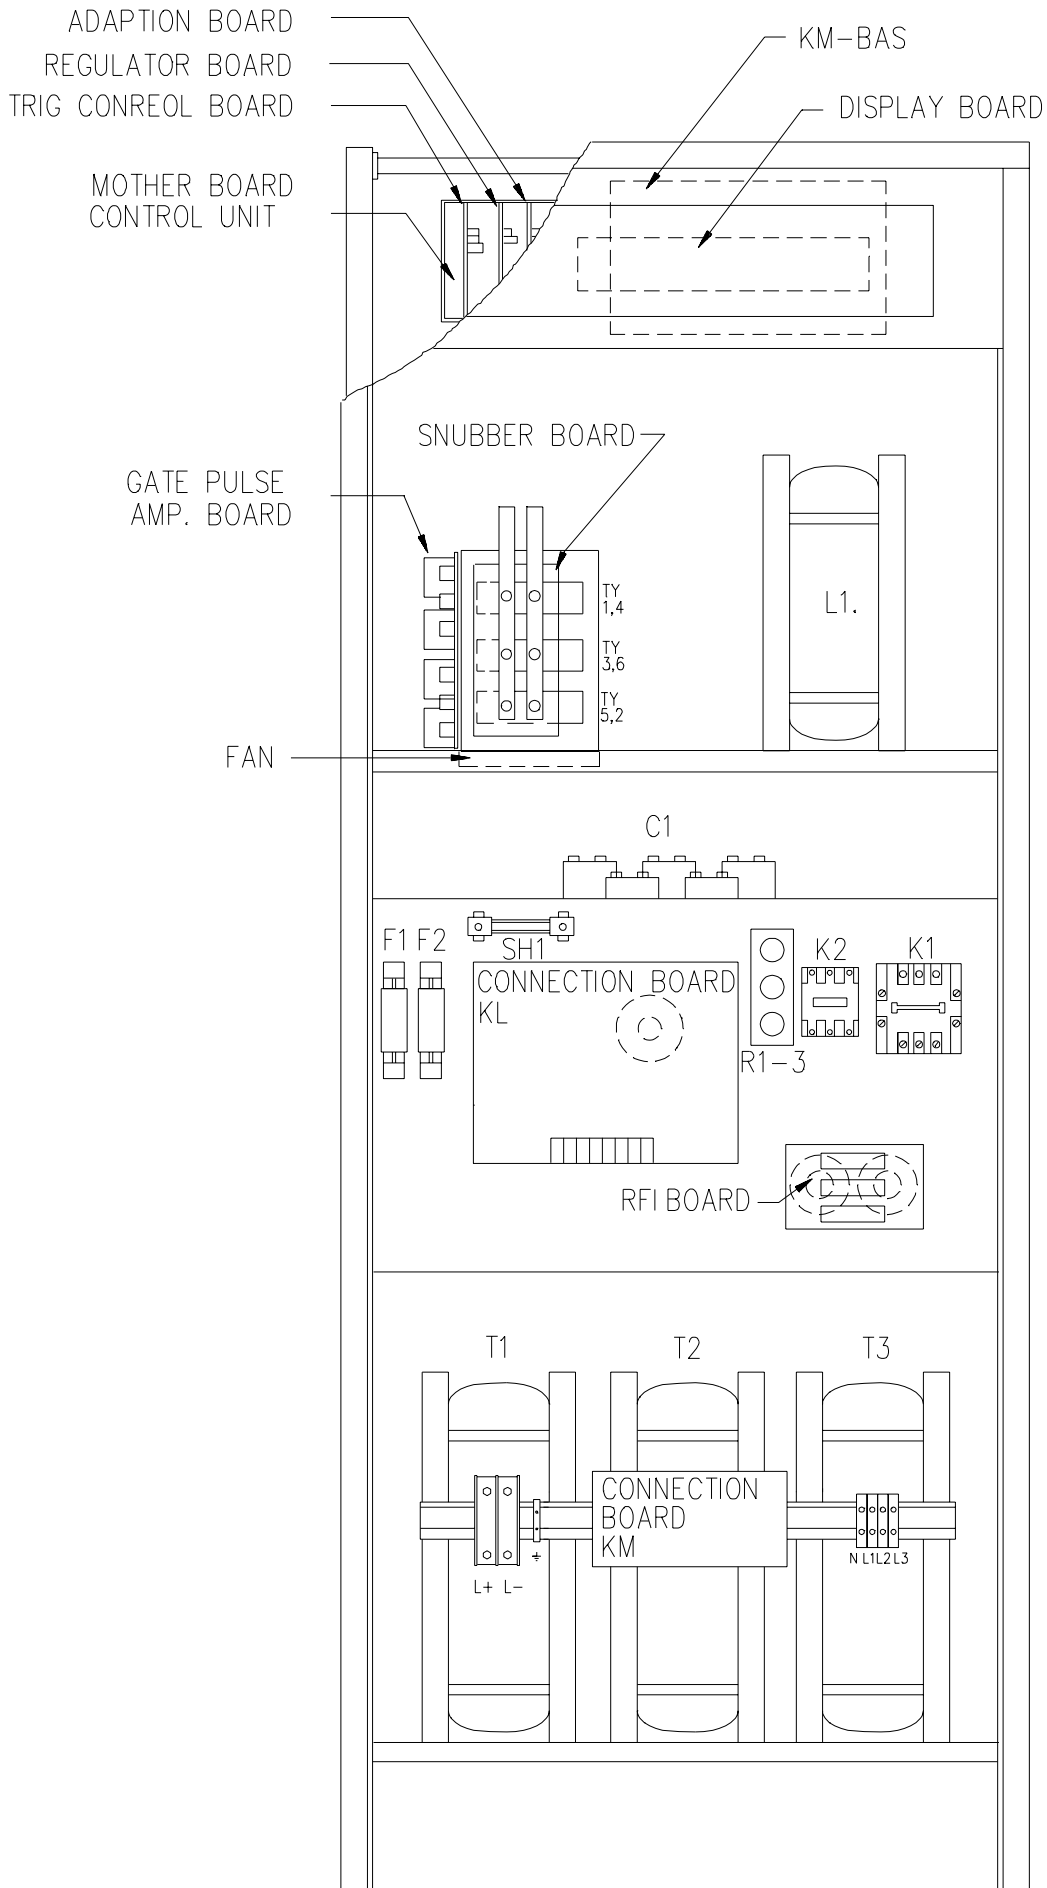 ADAPTION BOARD
KM-BAS
REGULATOR BOARD
TRIG CONREOL BOARD
DISPLAY BOARD
MOTHER BOARD
CONTROL UNIT
SNUBBER BOARD
GATE PULSE
AMP. BOARD
TY
1,4
L1.
TY
3,6
TY
5,2
FAN
C1
F1 F2
SH1
K2
K1
CONNECTION BOARD
KL
R1-3
RFI BOARD
T1
T2
T3
CONNECTION
BOARD
KM
N L1 L2 L3
L+ L-